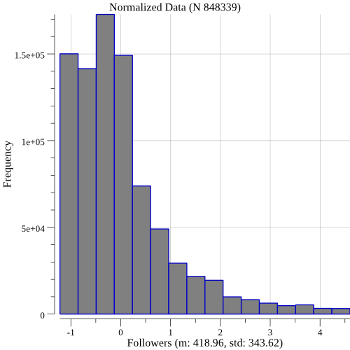 Normalized Data (N 848339)
Frequency
1.5e+05
1e+05
5e+04
0
-1 0 1 2 3 4
Followers (m: 418.96, std: 343.62)